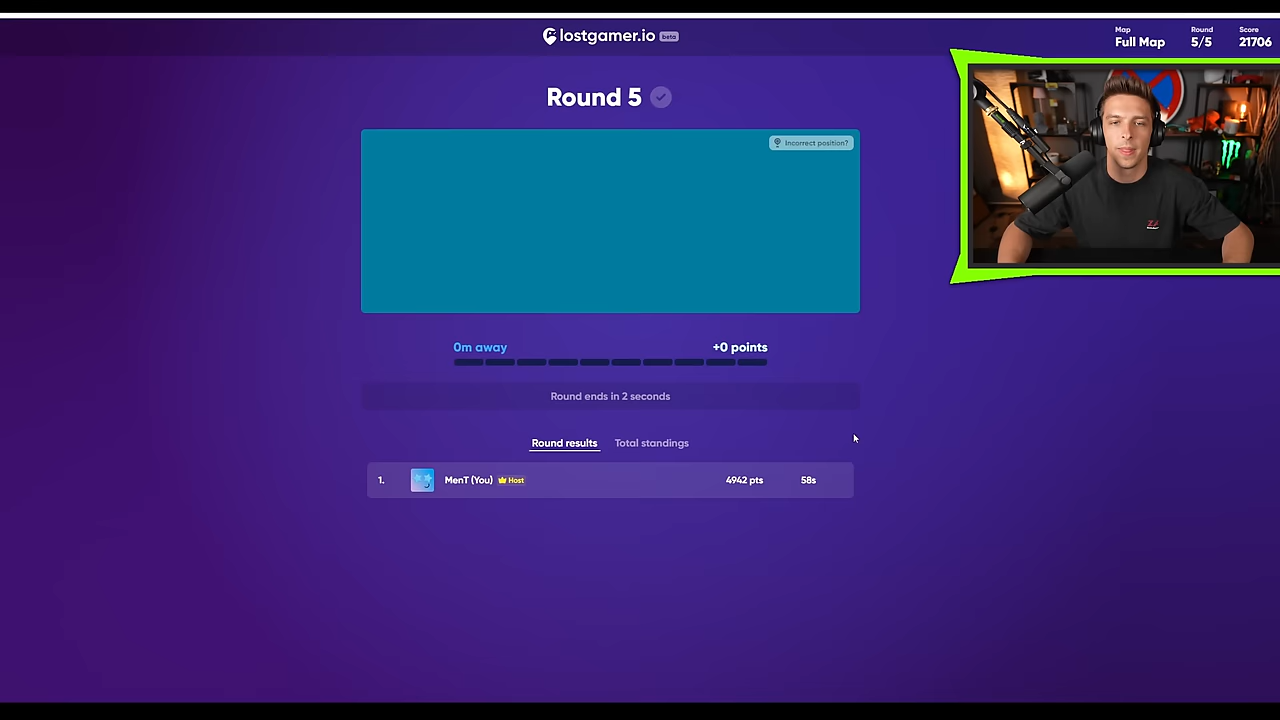 lostgamer.io beta
Map
Full Map
Round
5/5
Score
21706
Round 5
Incorrect position?
0m away
+0 points
Round ends in 2 seconds
Round results
Total standings
1.
MenT (You)
Host
4942 pts
58s